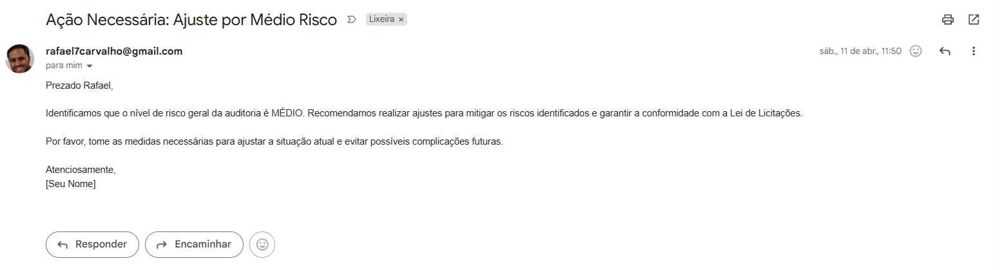 Ação Necessária: Ajuste por Médio Risco
Lixeira ×
rafael7carvalho@gmail.com
sáb., 11 de abr., 11:50
para mim
Prezado Rafael,
Identificamos que o nível de risco geral da auditoria é MÉDIO. Recomendamos realizar ajustes para mitigar os riscos identificados e garantir a conformidade com a Lei de Licitações.
Por favor, tome as medidas necessárias para ajustar a situação atual e evitar possíveis complicações futuras.
Atenciosamente,
[Seu Nome]
Responder
Encaminhar